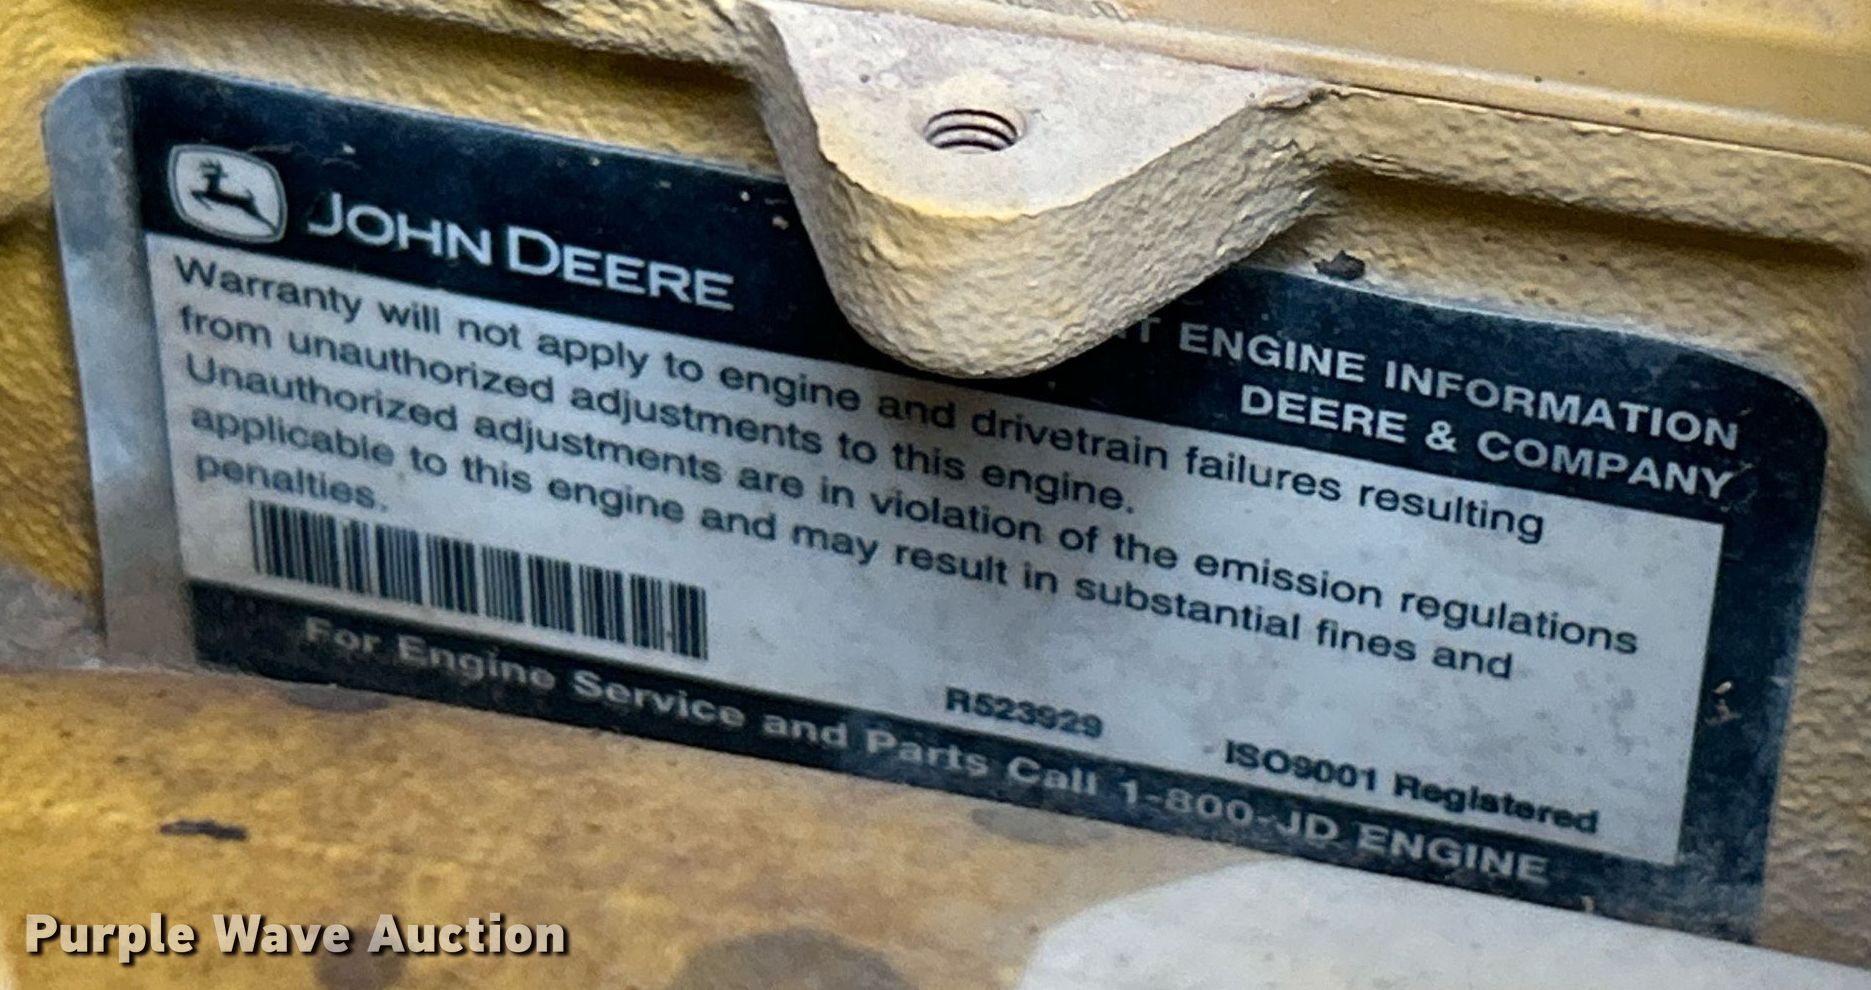 JOHN DEERE
ENGINE INFORMATION
DEERE & COMPANY
Warranty will not apply to engine and drivetrain failures resulting
from unauthorized adjustments to this engine.
Unauthorized adjustments are in violation of the emission regulations
applicable to this engine and may result in substantial fines and
penalties.
R523929
ISO9001 Registered
For Engine Service and Parts Call 1-800-JD ENGINE
Purple Wave Auction